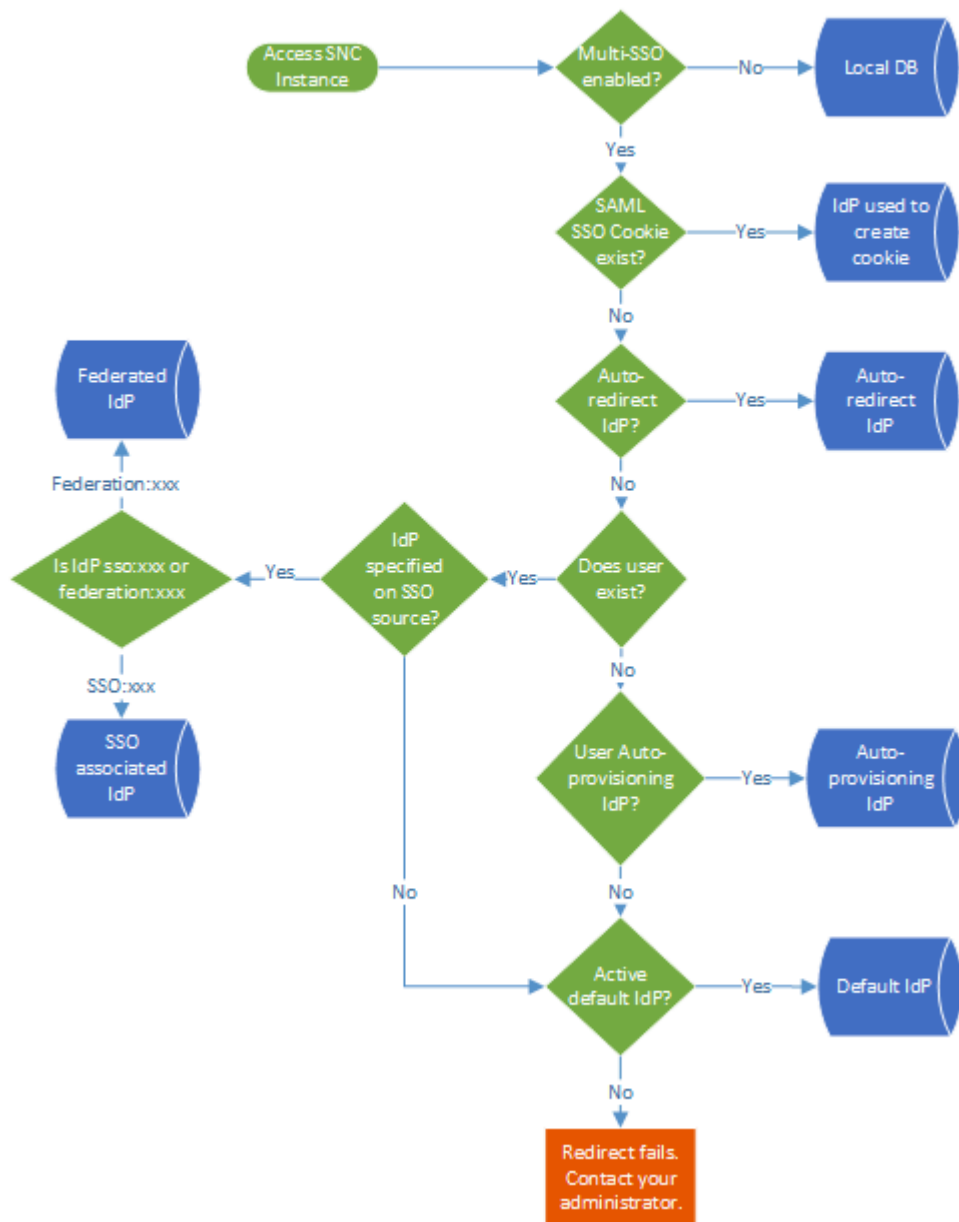 Access SNC
Instance
Multi-SSO
enabled?
No
Local DB
Yes
SAML
SSO Cookie
exist?
Yes
IdP used to
create
cookie
No
Auto-
redirect
IdP?
Yes
Auto-
redirect
IdP
No
Federated
IdP
Federation:xxx
Is IdP sso:xxx or
federation:xxx
Yes
IdP
specified
on SSO
source?
Yes
Does user
exist?
SSO:xxx
SSO
associated
IdP
No
User Auto-
provisioning
IdP?
Yes
Auto-
provisioning
IdP
No
No
Active
default IdP?
Yes
Default IdP
No
Redirect fails.
Contact your
administrator.